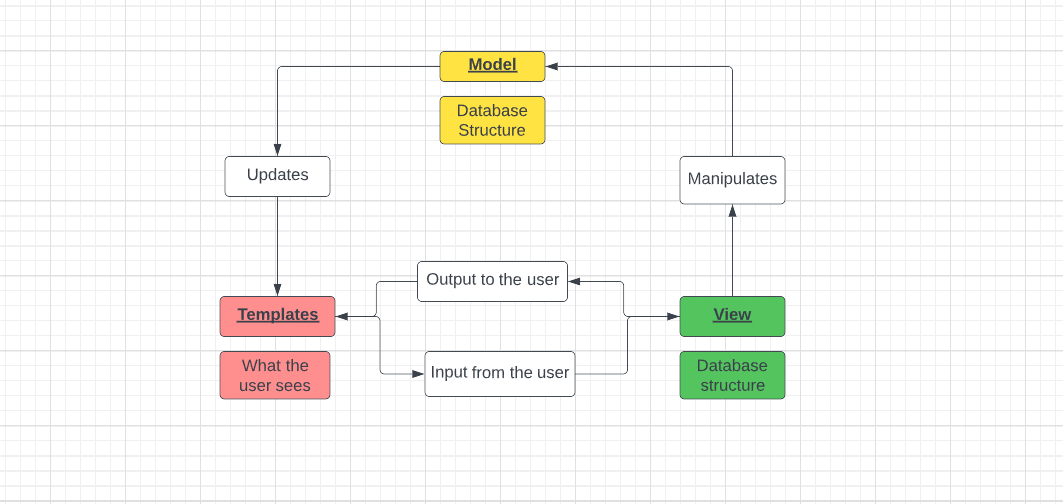 Model
Database
Structure
Updates
Manipulates
Output to the user
Templates
View
What the
user sees
Input from the user
Database
structure